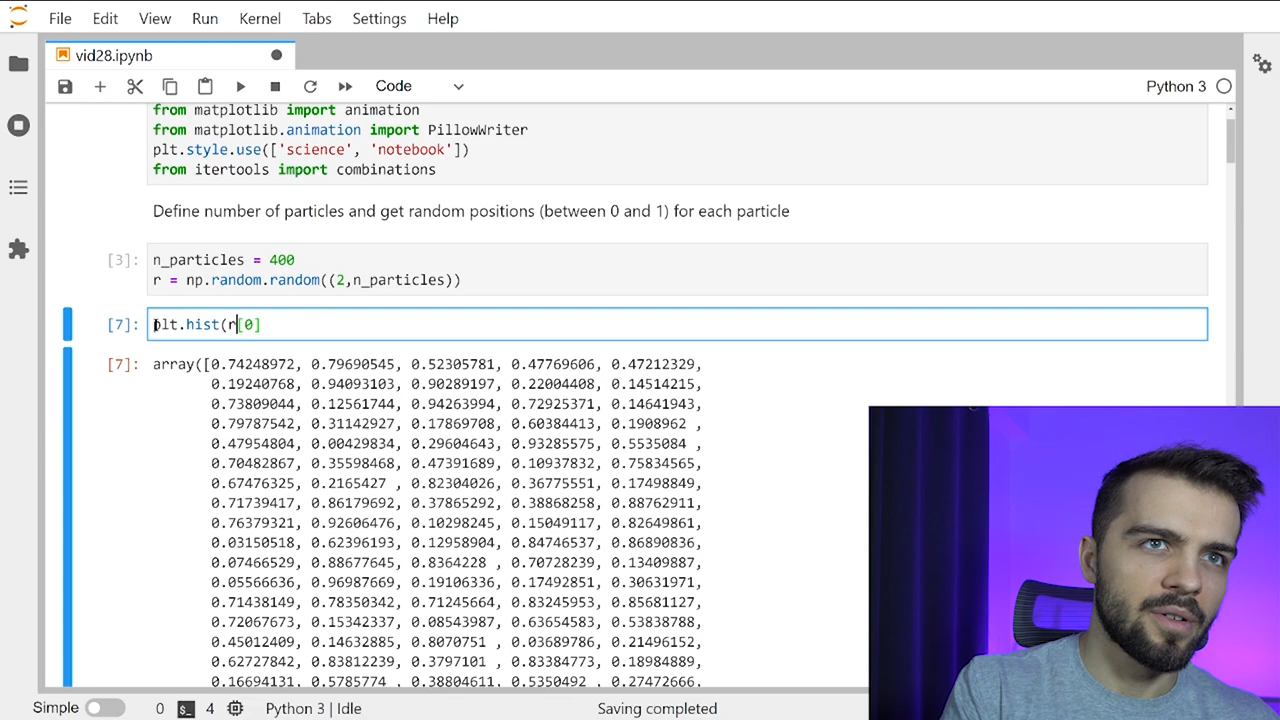 File Edit View Run Kernel Tabs Settings Help
vid28.ipynb
Code
Python 3
from matplotlib import animation
from matplotlib.animation import PillowWriter
plt.style.use(['science', 'notebook'])
from itertools import combinations
Define number of particles and get random positions (between 0 and 1) for each particle
[3]: n_particles = 400
r = np.random.random((2,n_particles))
[7]: plt.hist(r[0]
[7]: array([0.74248972, 0.79690545, 0.52305781, 0.47769606, 0.47212329,
0.19240768, 0.94093103, 0.90289197, 0.22004408, 0.14514215,
0.73809044, 0.12561744, 0.94263994, 0.72925371, 0.14641943,
0.79787542, 0.31142927, 0.17869708, 0.60384413, 0.1908962 ,
0.47954804, 0.00429834, 0.29604643, 0.93285575, 0.5535084 ,
0.70482867, 0.35598468, 0.47391689, 0.10937832, 0.75834565,
0.67476325, 0.2165427 , 0.82304026, 0.36775551, 0.17498849,
0.71739417, 0.86179692, 0.37865292, 0.38868258, 0.88762911,
0.76379321, 0.92606476, 0.10298245, 0.15049117, 0.82649861,
0.03150518, 0.62396193, 0.12958904, 0.84746537, 0.86890836,
0.07466529, 0.88677645, 0.8364228 , 0.70728239, 0.13409887,
0.05566636, 0.96987669, 0.19106336, 0.17492851, 0.30631971,
0.71438149, 0.78350342, 0.71245664, 0.83245953, 0.85681127,
0.72067673, 0.15342337, 0.08543987, 0.63654583, 0.53838788,
0.45012409, 0.14632885, 0.8070751 , 0.03689786, 0.21496152,
0.62727842, 0.83812239, 0.3797101 , 0.83384773, 0.18984889,
0.16694131, 0.5785774 , 0.38804611, 0.5350492 , 0.27472666,
Simple 0 $_ 4 Python 3 | Idle Saving completed